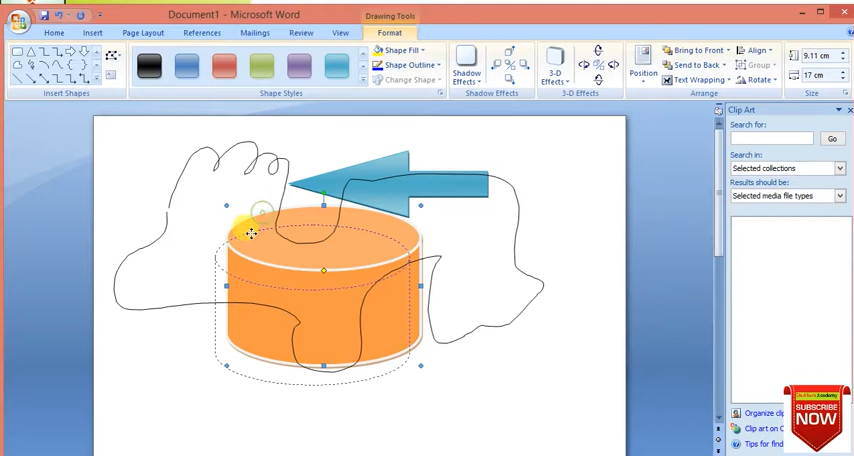 Document1 - Microsoft Word
Drawing Tools
Home Insert Page Layout References Mailings Review View Format
Shape Fill
Shape Outline
Change Shape
Shadow Effects
3-D Effects
Position
Bring to Front
Send to Back
Text Wrapping
Align
Group
Rotate
9.11 cm
17 cm
Insert Shapes Shape Styles Shadow Effects 3-D Effects Arrange Size
Clip Art
Search for:
Go
Search in:
Selected collections
Results should be:
Selected media file types
Organize clip
Clip art on O
Tips for find
SUBSCRIBE
NOW